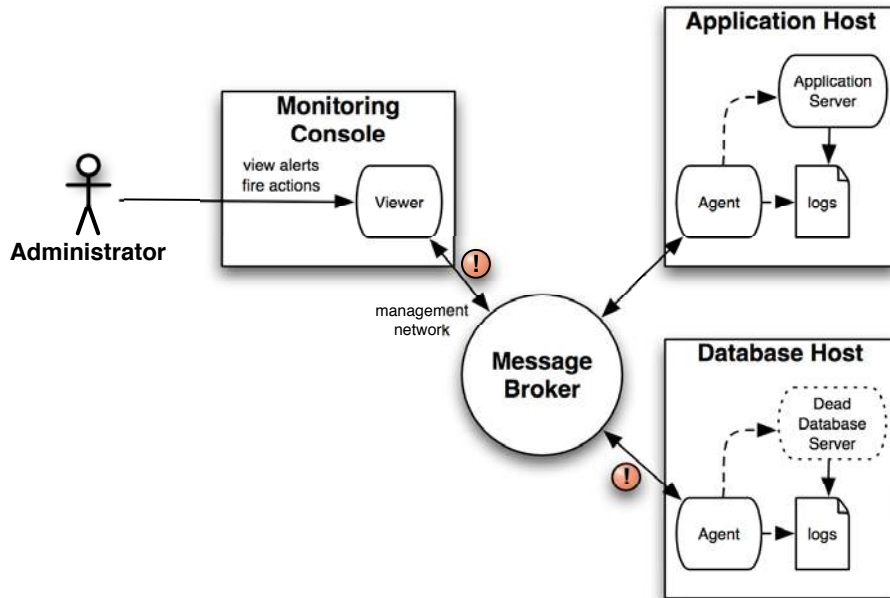 Application Host
Application
Server
Agent
logs
Monitoring
Console
view alerts
fire actions
Viewer
Administrator
!
management
network
Message
Broker
!
Database Host
Dead
Database
Server
Agent
logs